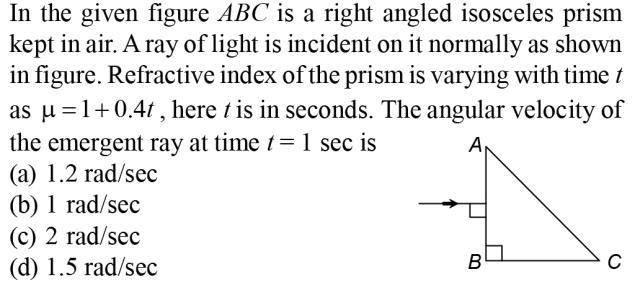 In the given figure ABC is a right angled isosceles prism
kept in air. A ray of light is incident on it normally as shown
in figure. Refractive index of the prism is varying with time t
as μ = 1 + 0.4t , here t is in seconds. The angular velocity of
the emergent ray at time t = 1 sec is
(a) 1.2 rad/sec
(b) 1 rad/sec
(c) 2 rad/sec
(d) 1.5 rad/sec
A
B
C